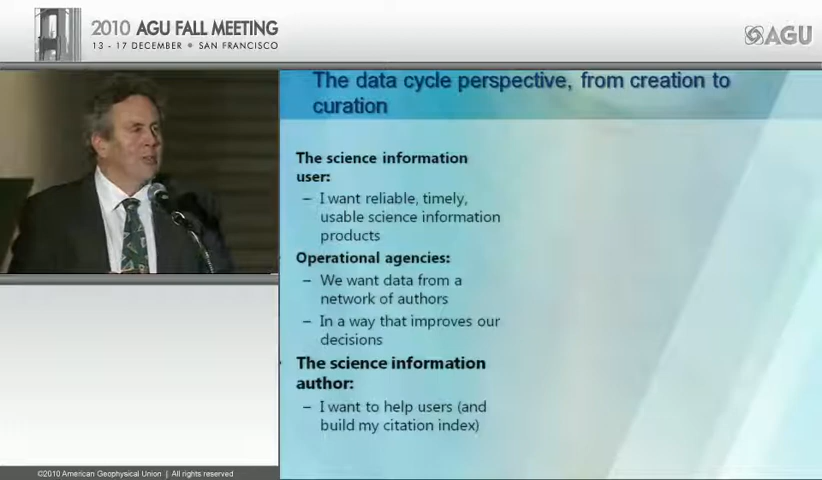 2010 AGU FALL MEETING
13 - 17 DECEMBER • SAN FRANCISCO
AGU
The data cycle perspective, from creation to
curation
The science information
user:
– I want reliable, timely,
usable science information
products
Operational agencies:
– We want data from a
network of authors
– In a way that improves our
decisions
The science information
author:
– I want to help users (and
build my citation index)
©2010 American Geophysical Union | All rights reserved